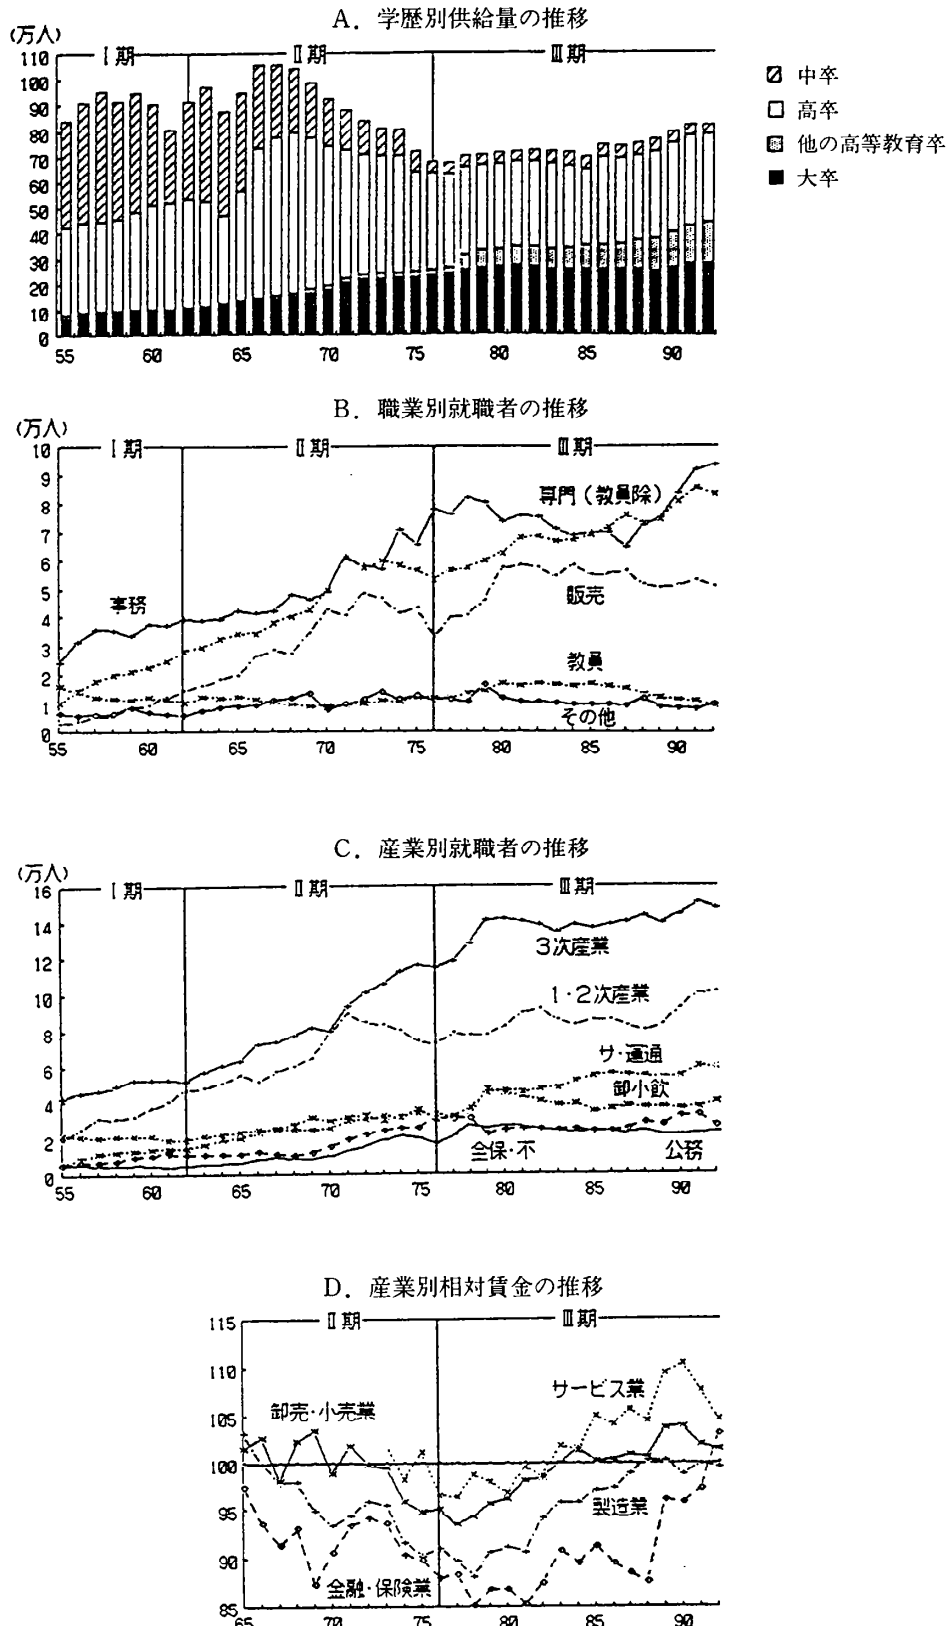 A. 学歴別供給量の推移
(万人)
110
100
90
80
70
60
50
40
30
20
10
0
Ⅰ期 Ⅱ期 Ⅲ期
55 60 65 70 75 80 85 90
中卒
高卒
他の高等教育卒
大卒
B. 職業別就職者の推移
(万人)
10
9
8
7
6
5
4
3
2
1
0
Ⅰ期 Ⅱ期 Ⅲ期
専門(教員除)
事務
販売
教員
その他
55 60 65 70 75 80 85 90
C. 産業別就職者の推移
(万人)
16
14
12
10
8
6
4
2
0
Ⅰ期 Ⅱ期 Ⅲ期
3次産業
1・2次産業
サ・運通
卸小飲
金保・不 公務
55 60 65 70 75 80 85 90
D. 産業別相対賃金の推移
115
110
105
100
95
90
85
Ⅱ期 Ⅲ期
サービス業
卸売・小売業
製造業
金融・保険業
65 70 75 80 85 90